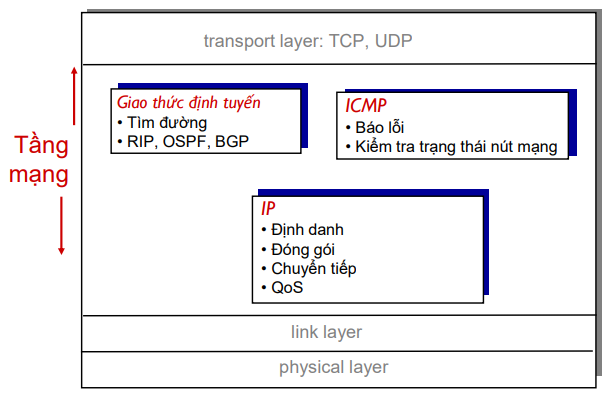 transport layer: TCP, UDP
Tầng
mạng
Giao thức định tuyến
• Tìm đường
• RIP, OSPF, BGP
ICMP
• Báo lỗi
• Kiểm tra trạng thái nút mạng
IP
• Định danh
• Đóng gói
• Chuyển tiếp
• QoS
link layer
physical layer